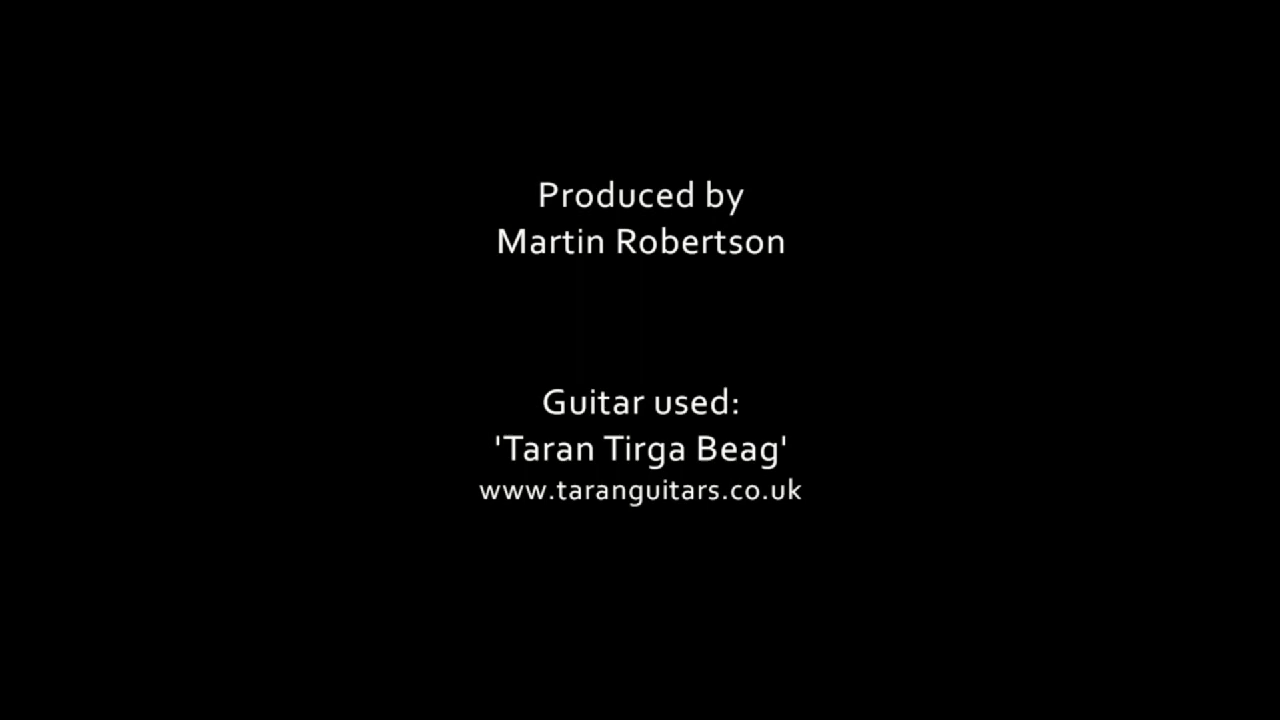 Produced by
Martin Robertson
Guitar used:
'Taran Tirga Beag'
www.taranguitars.co.uk